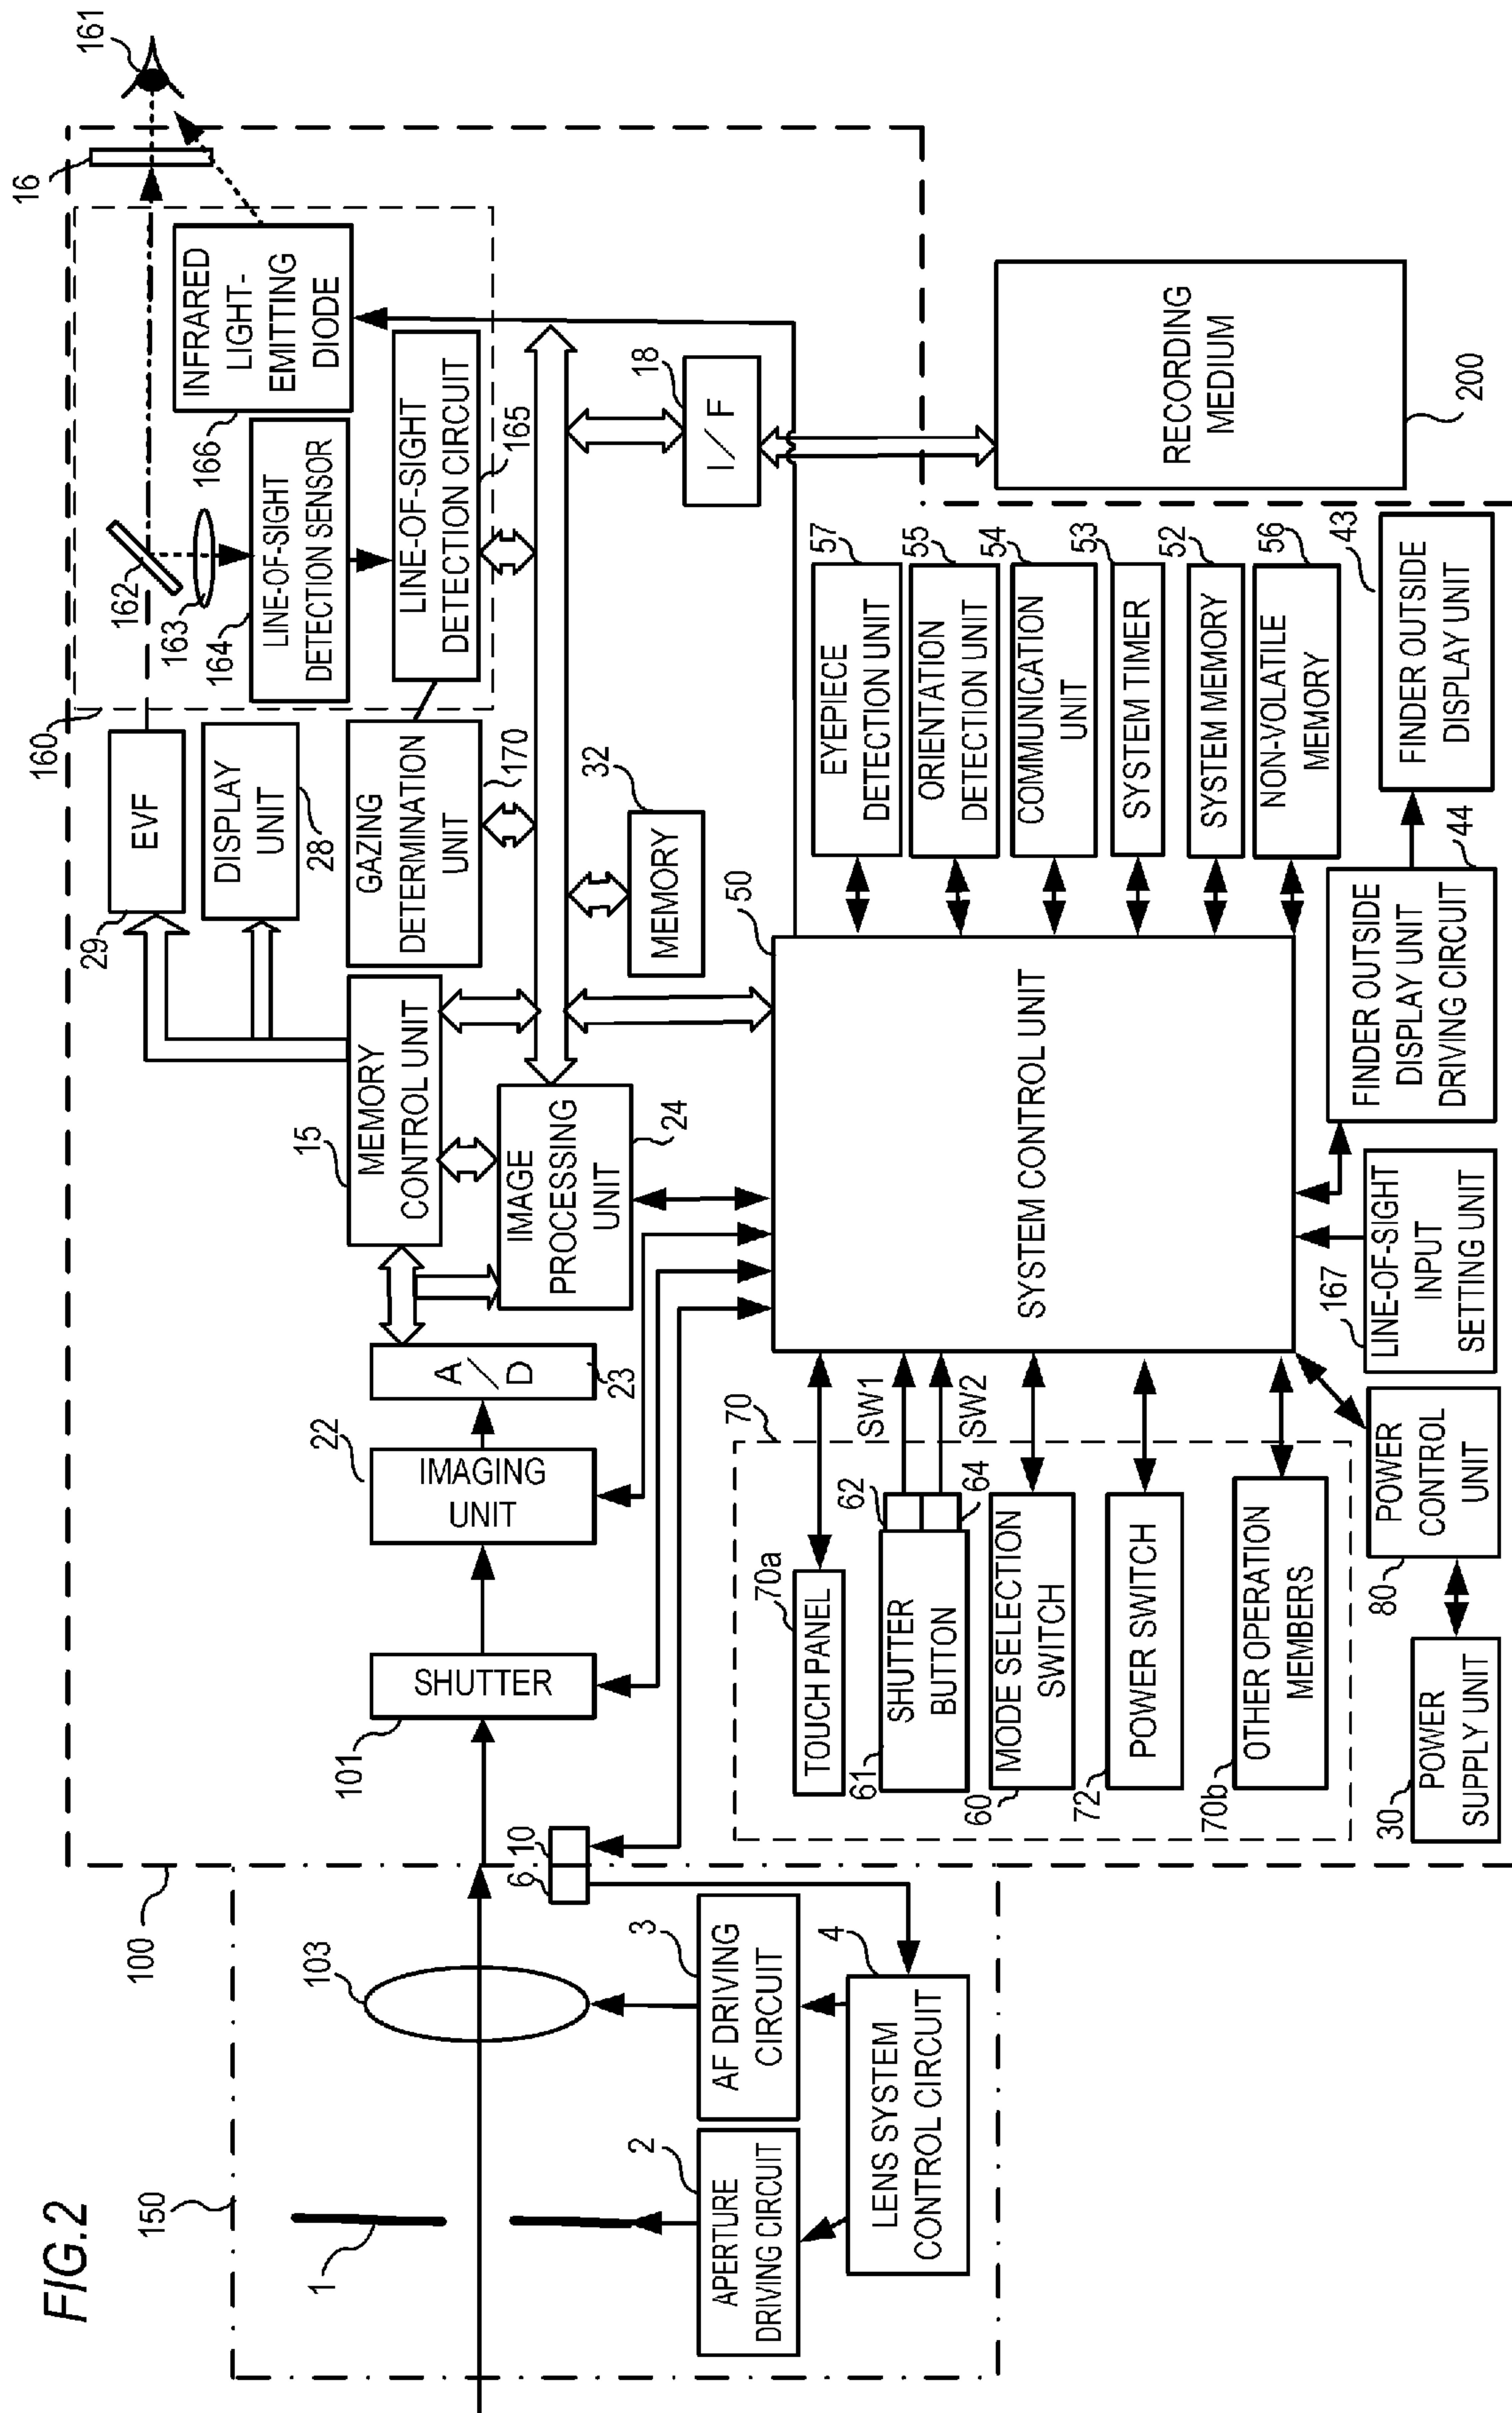 FIG.2
150
1
2
APERTURE
DRIVING CIRCUIT
103
3
AF DRIVING
CIRCUIT
4
LENS SYSTEM
CONTROL CIRCUIT
100
6
10
101
SHUTTER
22
IMAGING
UNIT
A/D
23
15
MEMORY
CONTROL UNIT
IMAGE
PROCESSING
UNIT
24
29
EVF
DISPLAY
UNIT
28
GAZING
DETERMINATION
UNIT
170
32
MEMORY
160
162
163
164
LINE-OF-SIGHT
DETECTION SENSOR
166
INFRARED
LIGHT-
EMITTING
DIODE
LINE-OF-SIGHT
DETECTION CIRCUIT
165
16
161
18
I/F
RECORDING
MEDIUM
200
50
SYSTEM CONTROL UNIT
EYEPIECE
DETECTION UNIT
57
ORIENTATION
DETECTION UNIT
55
COMMUNICATION
UNIT
54
SYSTEM TIMER
53
SYSTEM MEMORY
52
NON-VOLATILE
MEMORY
56
FINDER OUTSIDE
DISPLAY UNIT
43
FINDER OUTSIDE
DISPLAY UNIT
DRIVING CIRCUIT
44
167
LINE-OF-SIGHT
INPUT
SETTING UNIT
70
70a
TOUCH PANEL
61
SHUTTER
BUTTON
62
64
SW1
SW2
60
MODE SELECTION
SWITCH
72
POWER SWITCH
70b
OTHER OPERATION
MEMBERS
80
POWER
CONTROL
UNIT
30
POWER
SUPPLY UNIT